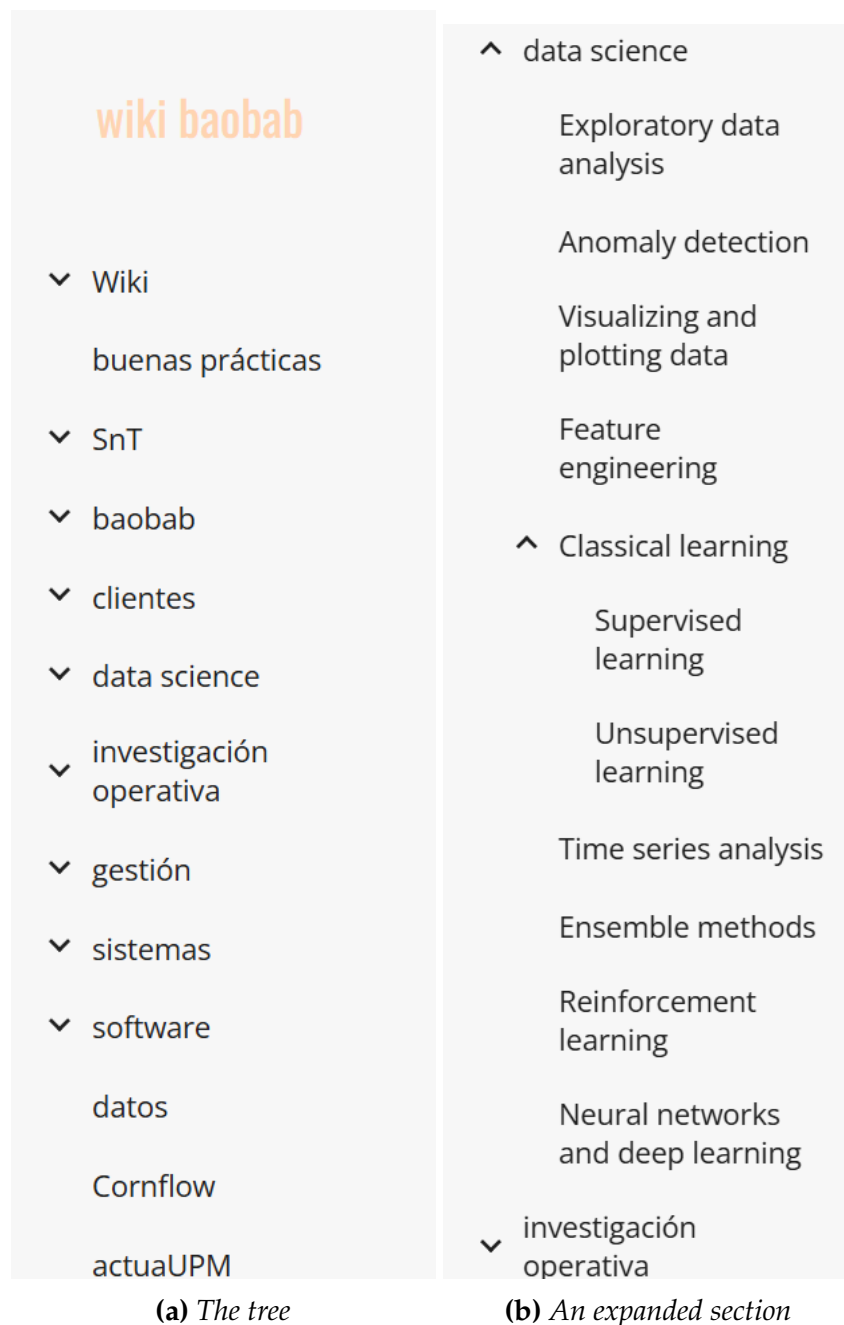 wiki baobab
Wiki
buenas prácticas
SnT
baobab
clientes
data science
investigación
operativa
gestión
sistemas
software
datos
Cornflow
actuaUPM
(a) The tree
data science
Exploratory data
analysis
Anomaly detection
Visualizing and
plotting data
Feature
engineering
Classical learning
Supervised
learning
Unsupervised
learning
Time series analysis
Ensemble methods
Reinforcement
learning
Neural networks
and deep learning
investigación
operativa
(b) An expanded section